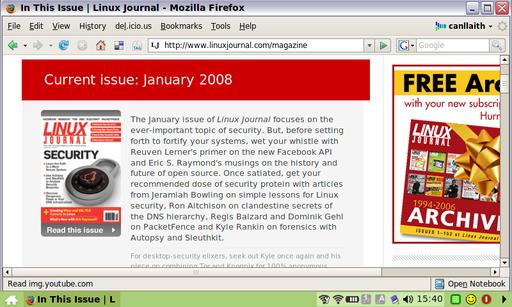 In This Issue | Linux Journal - Mozilla Firefox
File Edit View History del.icio.us Bookmarks Tools Help
canllaith
http://www.linuxjournal.com/magazine
Google
Current issue: January 2008
LINUX
JOURNAL
SECURITY
Read this issue
The January issue of Linux Journal focuses on the
ever-important topic of security. But, before setting
forth to fortify your systems, wet your whistle with
Reuven Lerner's primer on the new Facebook API
and Eric S. Raymond's musings on the history and
future of open source. Once satiated, get your
recommended dose of security protein with articles
from Jeramiah Bowling on simple lessons for Linux
security, Ron Aitchison on clandestine secrets of
the DNS hierarchy, Regis Balzard and Dominik Gehl
on PacketFence and Kyle Rankin on forensics with
Autopsy and Sleuthkit.
For desktop-security elixers, seek out Kyle once again and his
piece on combining Tor and Knoppix for 100% anonymous
FREE Arc
with your new subscrip
Hurr
LINUX
JOURNAL
1994-2006
ARCHIV
ISSUES 1-152 of Linux Journal
Read img.youtube.com
Open Notebook
In This Issue | L
15:40